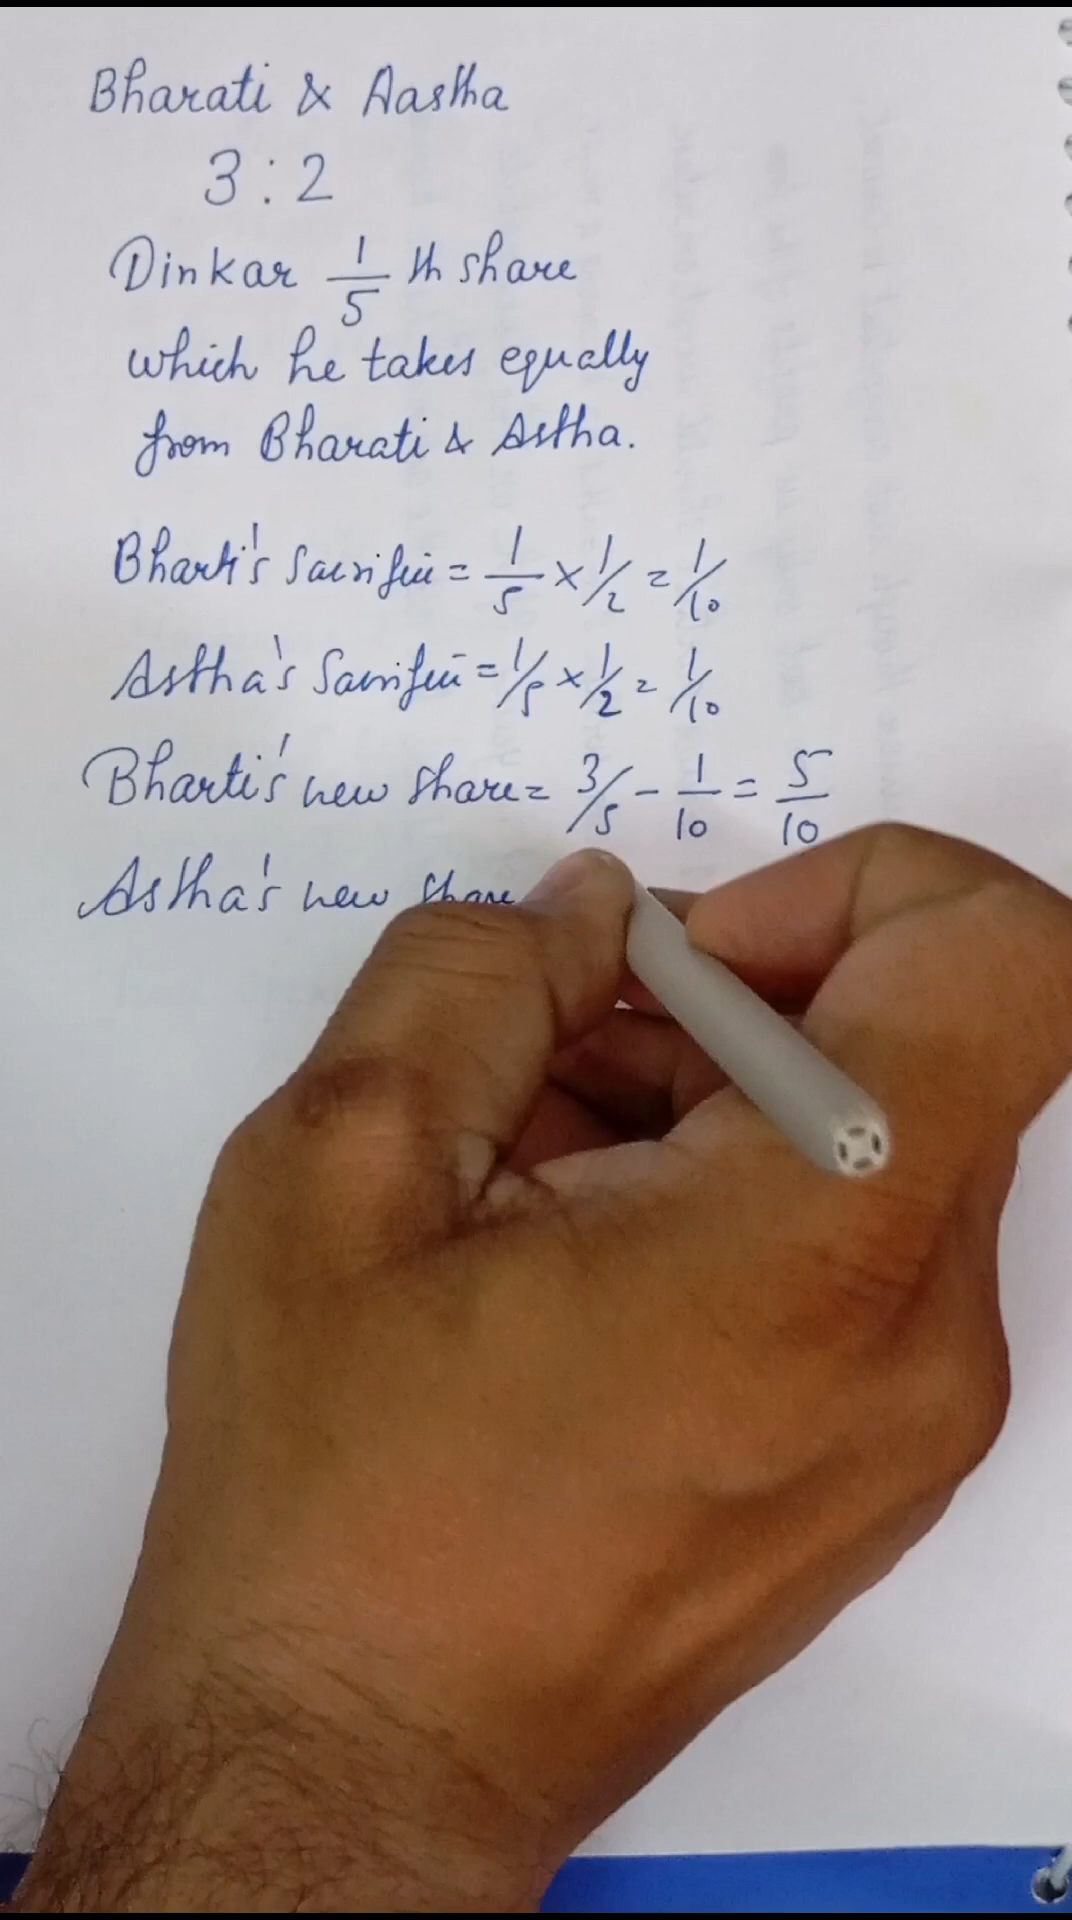 Bharati & Aastha
3 : 2
Dinkar 1/5 th share
which he takes equally
from Bharati & Astha.
Bharti's Sacrifice = 1/5 × 1/2 = 1/10
Astha's Sacrifice = 1/5 × 1/2 = 1/10
Bharti's new share = 3/5 - 1/10 = 5/10
Astha's new share